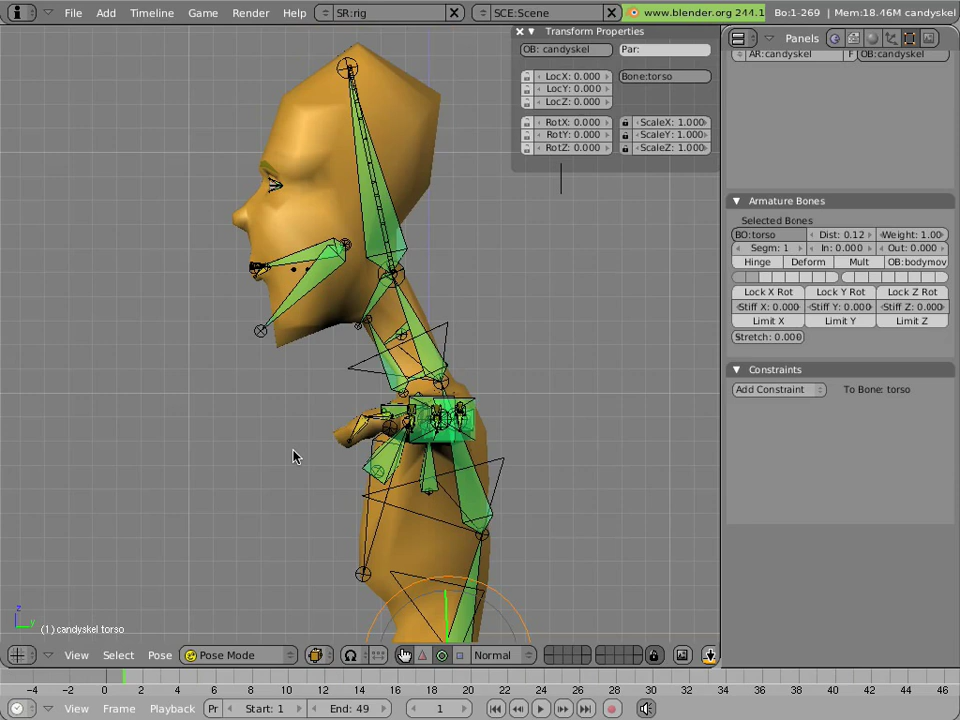 File Add Timeline Game Render Help SR:rig SCE:Scene www.blender.org 244.1 Bo:1-269 | Mem:18.46M candyskel
Transform Properties
OB: candyskel Par:
LocX: 0.000 Bone:torso
LocY: 0.000
LocZ: 0.000
RotX: 0.000 ScaleX: 1.000
RotY: 0.000 ScaleY: 1.000
RotZ: 0.000 ScaleZ: 1.000
Panels
AR:candyskel F OB:candyskel
Armature Bones
Selected Bones
BO:torso Dist: 0.12 Weight: 1.00
Segm: 1 In: 0.000 Out: 0.000
Hinge Deform Mult OB:bodymov
Lock X Rot Lock Y Rot Lock Z Rot
Stiff X: 0.000 Stiff Y: 0.000 Stiff Z: 0.000
Limit X Limit Y Limit Z
Stretch: 0.000
Constraints
Add Constraint To Bone: torso
z
y
(1) candyskel torso
View Select Pose Pose Mode Normal
-4 -2 0 2 4 6 8 10 12 14 16 18 20 22 24 26 28 30 32 34 34 36 38 40 42 44 46
View Frame Playback Pr Start: 1 End: 49 1